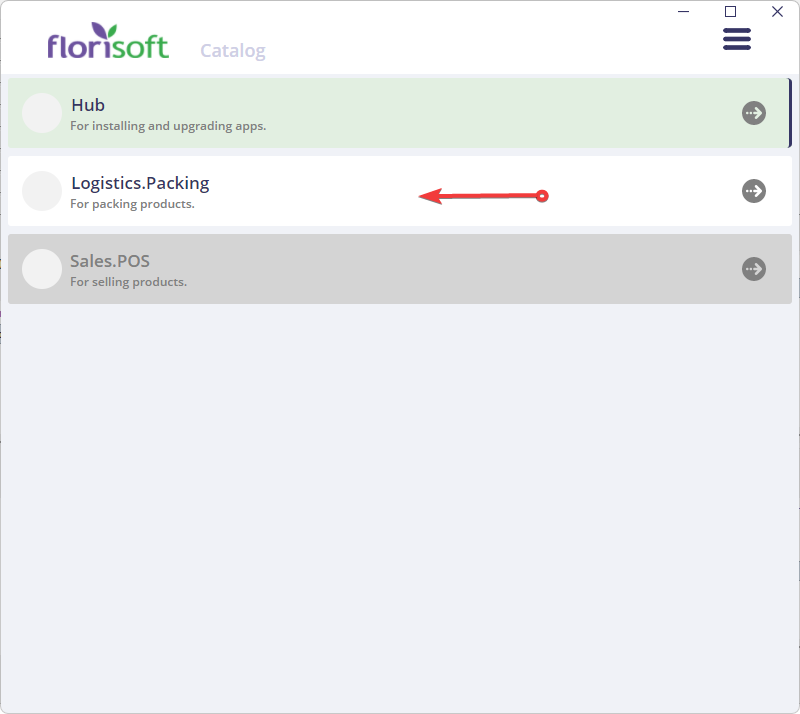 florisoft
Catalog
Hub
For installing and upgrading apps.
Logistics.Packing
For packing products.
Sales.POS
For selling products.